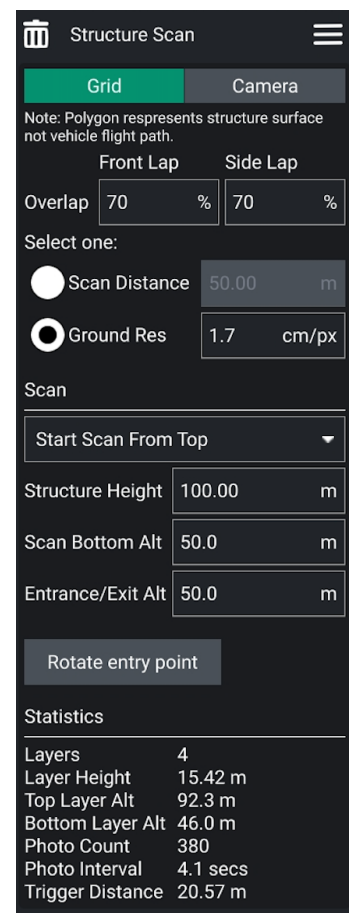 Structure Scan
Grid Camera
Note: Polygon respresents structure surface
not vehicle flight path.
Front Lap Side Lap
Overlap 70 % 70 %
Select one:
Scan Distance 50.00 m
Ground Res 1.7 cm/px
Scan
Start Scan From Top
Structure Height 100.00 m
Scan Bottom Alt 50.0 m
Entrance/Exit Alt 50.0 m
Rotate entry point
Statistics
Layers 4
Layer Height 15.42 m
Top Layer Alt 92.3 m
Bottom Layer Alt 46.0 m
Photo Count 380
Photo Interval 4.1 secs
Trigger Distance 20.57 m